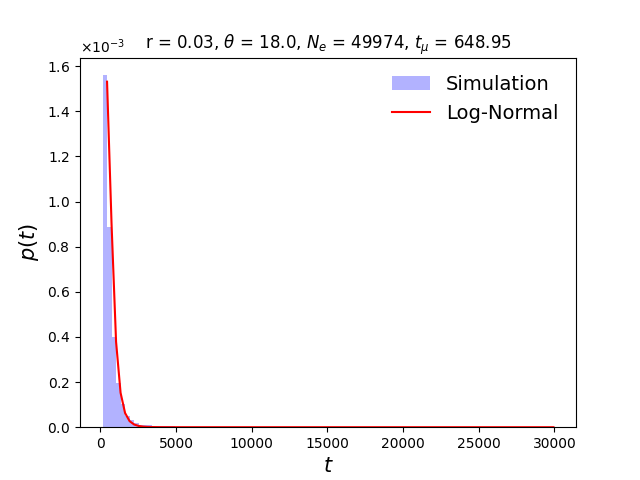 ×10⁻³ r = 0.03, θ = 18.0, Nₑ = 49974, t_μ = 648.95
Simulation
Log-Normal
1.6
1.4
1.2
1.0
0.8
0.6
0.4
0.2
0.0
p(t)
0 5000 10000 15000 20000 25000 30000
t